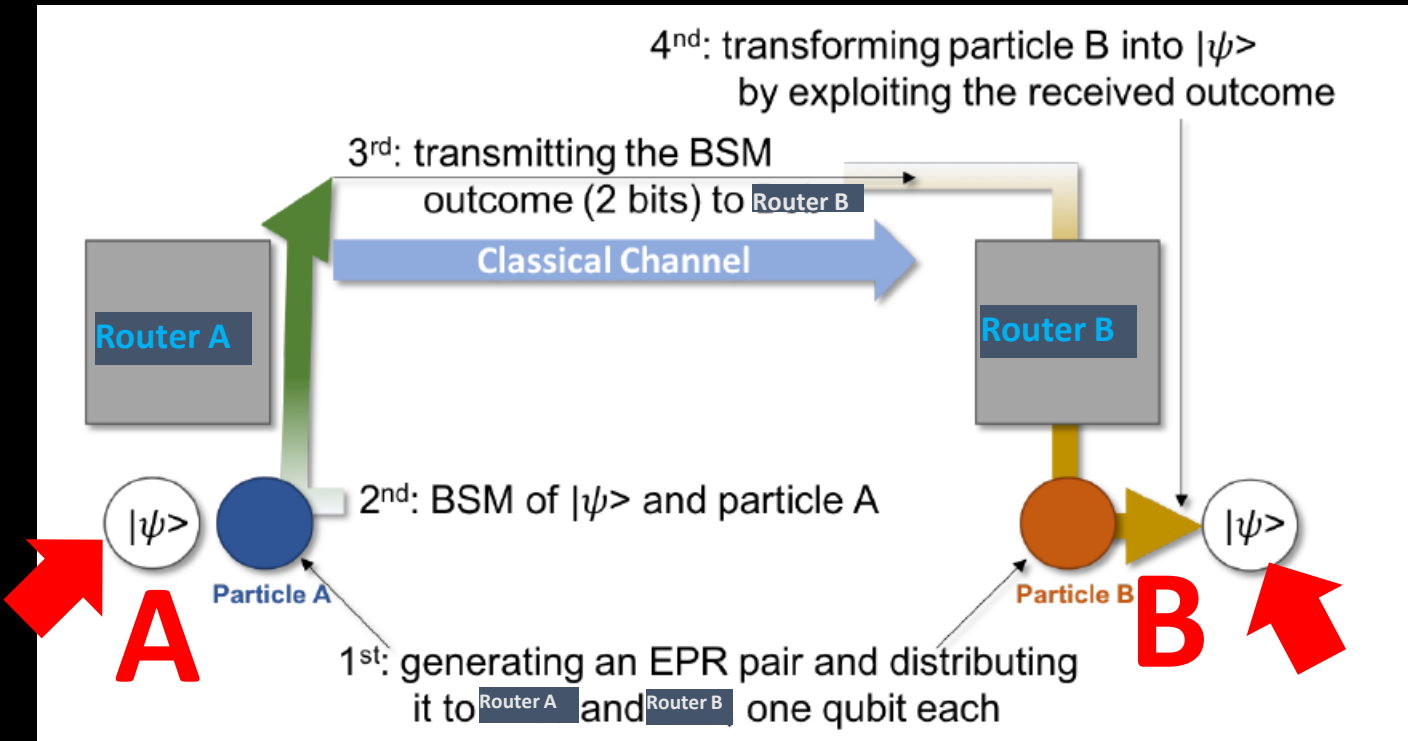 4nd: transforming particle B into |ψ>
by exploiting the received outcome
3rd: transmitting the BSM
outcome (2 bits) to Router B
Classical Channel
Router A
Router B
|ψ>
2nd: BSM of |ψ> and particle A
|ψ>
Particle A
Particle B
A
B
1st: generating an EPR pair and distributing
it to Router A and Router B one qubit each